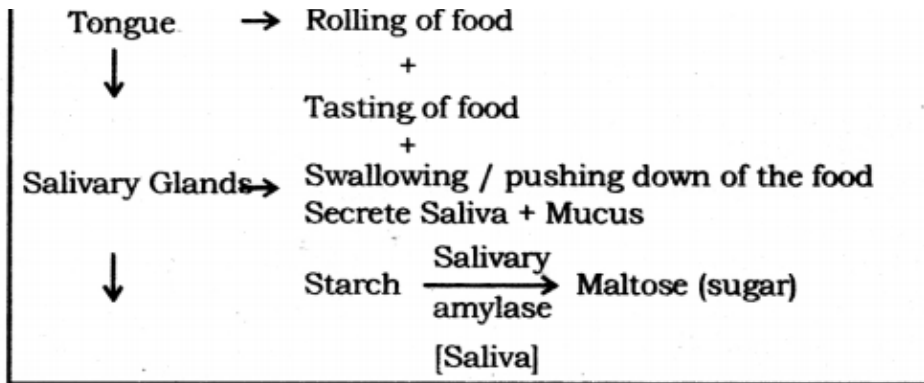 Tongue → Rolling of food
↓ +
Tasting of food
+
Salivary Glands → Swallowing / pushing down of the food
Secrete Saliva + Mucus
↓ Salivary
Starch → Maltose (sugar)
amylase
[Saliva]